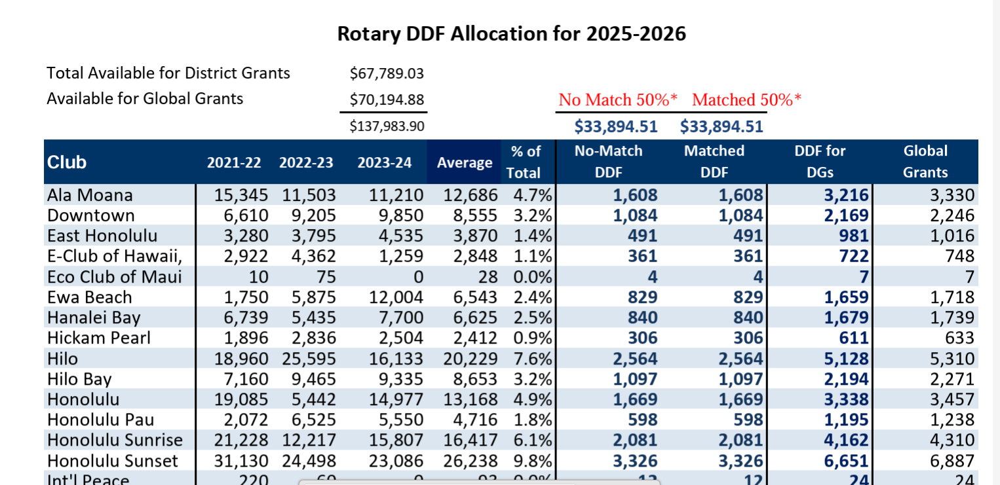 Rotary DDF Allocation for 2025-2026
Total Available for District Grants $67,789.03
Available for Global Grants $70,194.88 No Match 50%* Matched 50%*
$137,983.90 $33,894.51 $33,894.51
Club 2021-22 2022-23 2023-24 Average % of Total No-Match DDF Matched DDF DDF for DGs Global Grants
Ala Moana 15,345 11,503 11,210 12,686 4.7% 1,608 1,608 3,216 3,330
Downtown 6,610 9,205 9,850 8,555 3.2% 1,084 1,084 2,169 2,246
East Honolulu 3,280 3,795 4,535 3,870 1.4% 491 491 981 1,016
E-Club of Hawaii, 2,922 4,362 1,259 2,848 1.1% 361 361 722 748
Eco Club of Maui 10 75 0 28 0.0% 4 4 7 7
Ewa Beach 1,750 5,875 12,004 6,543 2.4% 829 829 1,659 1,718
Hanalei Bay 6,739 5,435 7,700 6,625 2.5% 840 840 1,679 1,739
Hickam Pearl 1,896 2,836 2,504 2,412 0.9% 306 306 611 633
Hilo 18,960 25,595 16,133 20,229 7.6% 2,564 2,564 5,128 5,310
Hilo Bay 7,160 9,465 9,335 8,653 3.2% 1,097 1,097 2,194 2,271
Honolulu 19,085 5,442 14,977 13,168 4.9% 1,669 1,669 3,338 3,457
Honolulu Pau 2,072 6,525 5,550 4,716 1.8% 598 598 1,195 1,238
Honolulu Sunrise 21,228 12,217 15,807 16,417 6.1% 2,081 2,081 4,162 4,310
Honolulu Sunset 31,130 24,498 23,086 26,238 9.8% 3,326 3,326 6,651 6,887
Int'l Peace 220 12 24 24